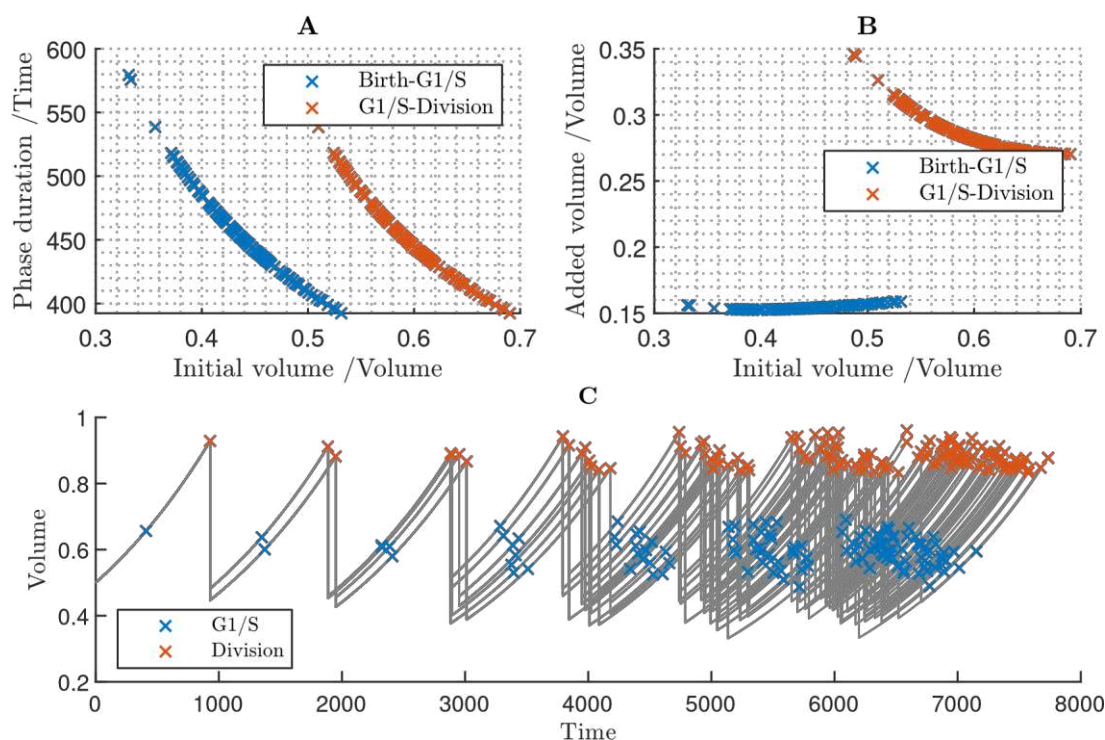 A
600
550
500
450
400
Phase duration /Time
Birth-G1/S
G1/S-Division
0.3 0.4 0.5 0.6 0.7
Initial volume /Volume
B
0.35
0.3
0.25
0.2
0.15
Added volume /Volume
Birth-G1/S
G1/S-Division
0.3 0.4 0.5 0.6 0.7
Initial volume /Volume
C
1
0.8
0.6
0.4
0.2
Volume
G1/S
Division
0 1000 2000 3000 4000 5000 6000 7000 8000
Time